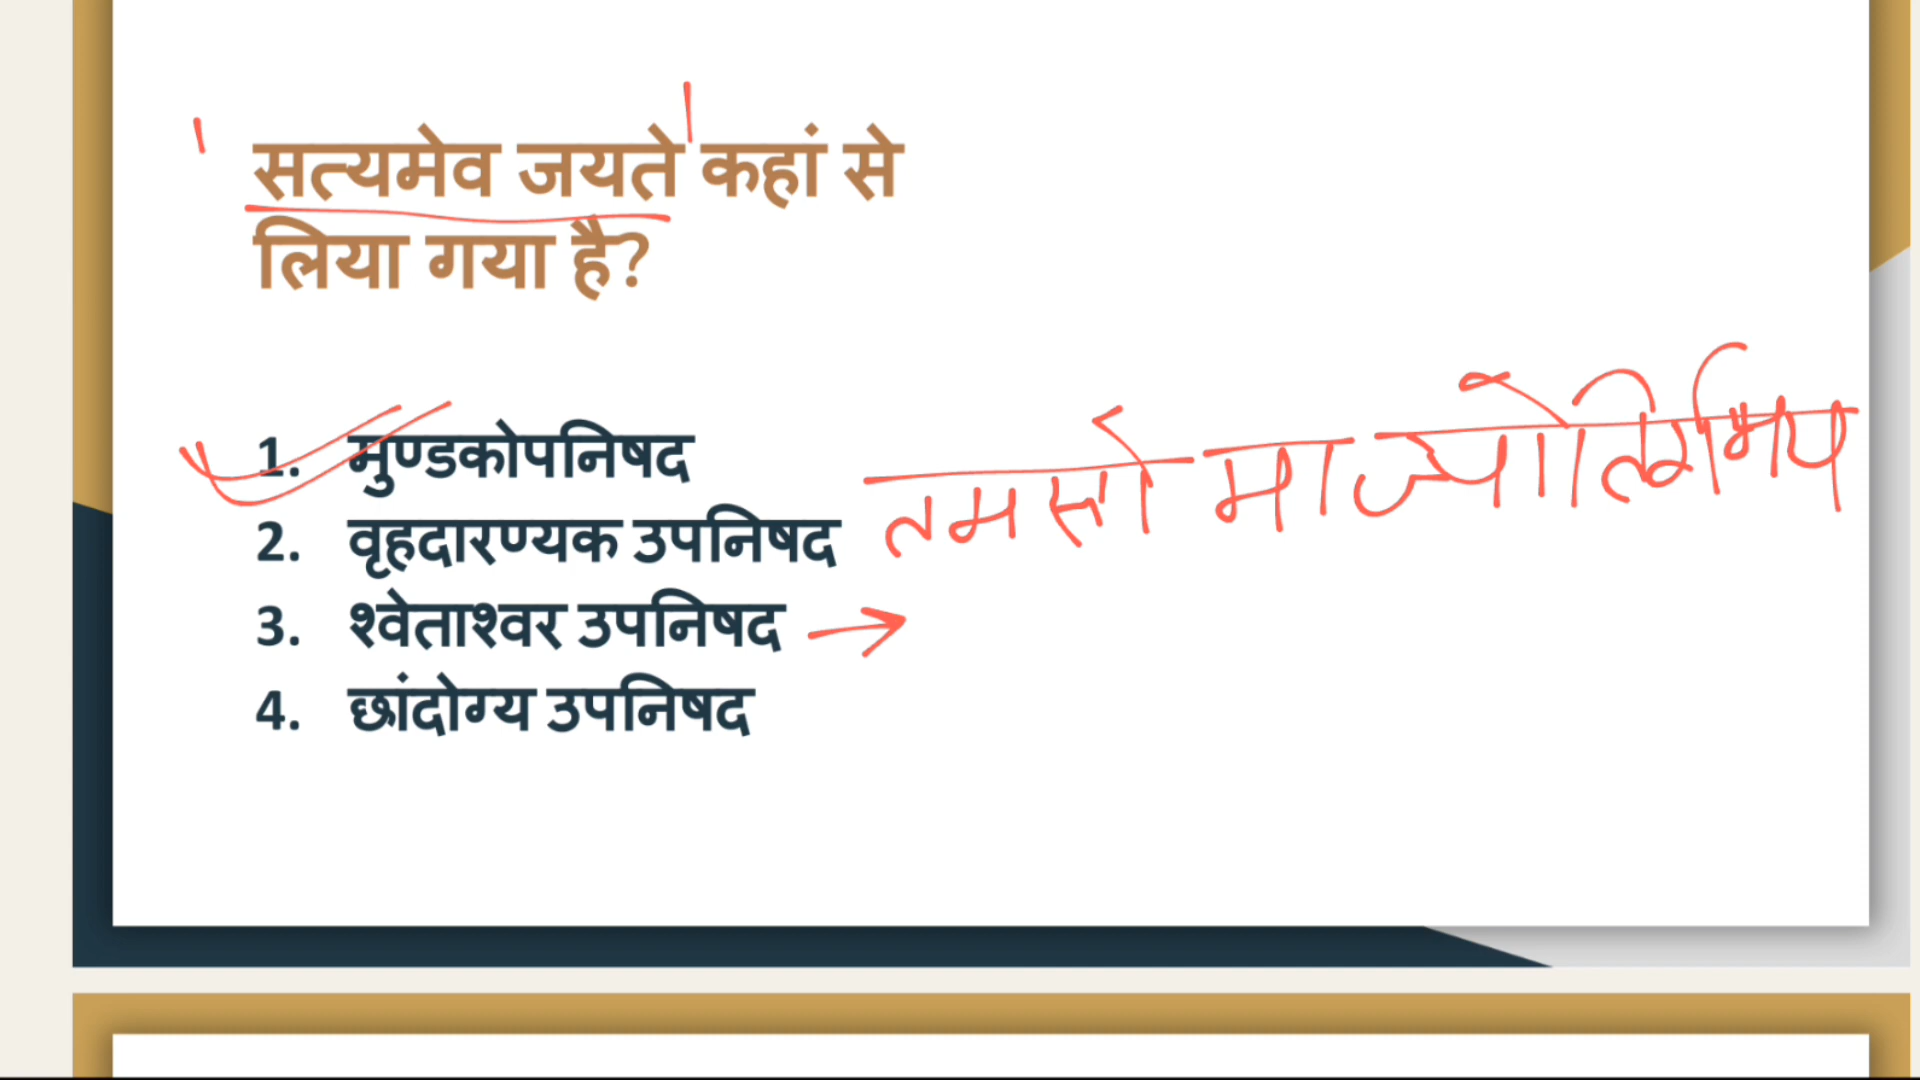 सत्यमेव जयते कहां से
लिया गया है?
1. मुण्डकोपनिषद
2. वृहदारण्यक उपनिषद तमसो मा ज्योतिर्गमय
3. श्वेताश्वर उपनिषद →
4. छांदोग्य उपनिषद